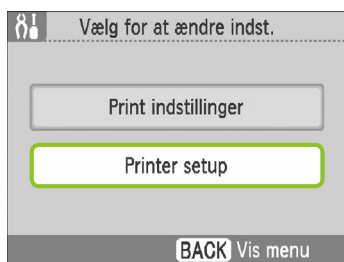 Vælg for at ændre indst.
Print indstillinger
Printer setup
BACK Vis menu